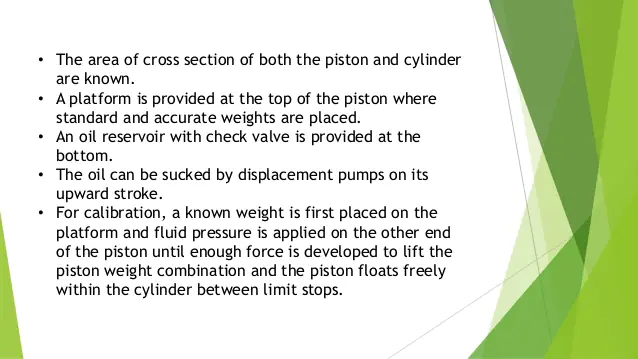 • The area of cross section of both the piston and cylinder
are known.
• A platform is provided at the top of the piston where
standard and accurate weights are placed.
• An oil reservoir with check valve is provided at the
bottom.
• The oil can be sucked by displacement pumps on its
upward stroke.
• For calibration, a known weight is first placed on the
platform and fluid pressure is applied on the other end
of the piston until enough force is developed to lift the
piston weight combination and the piston floats freely
within the cylinder between limit stops.